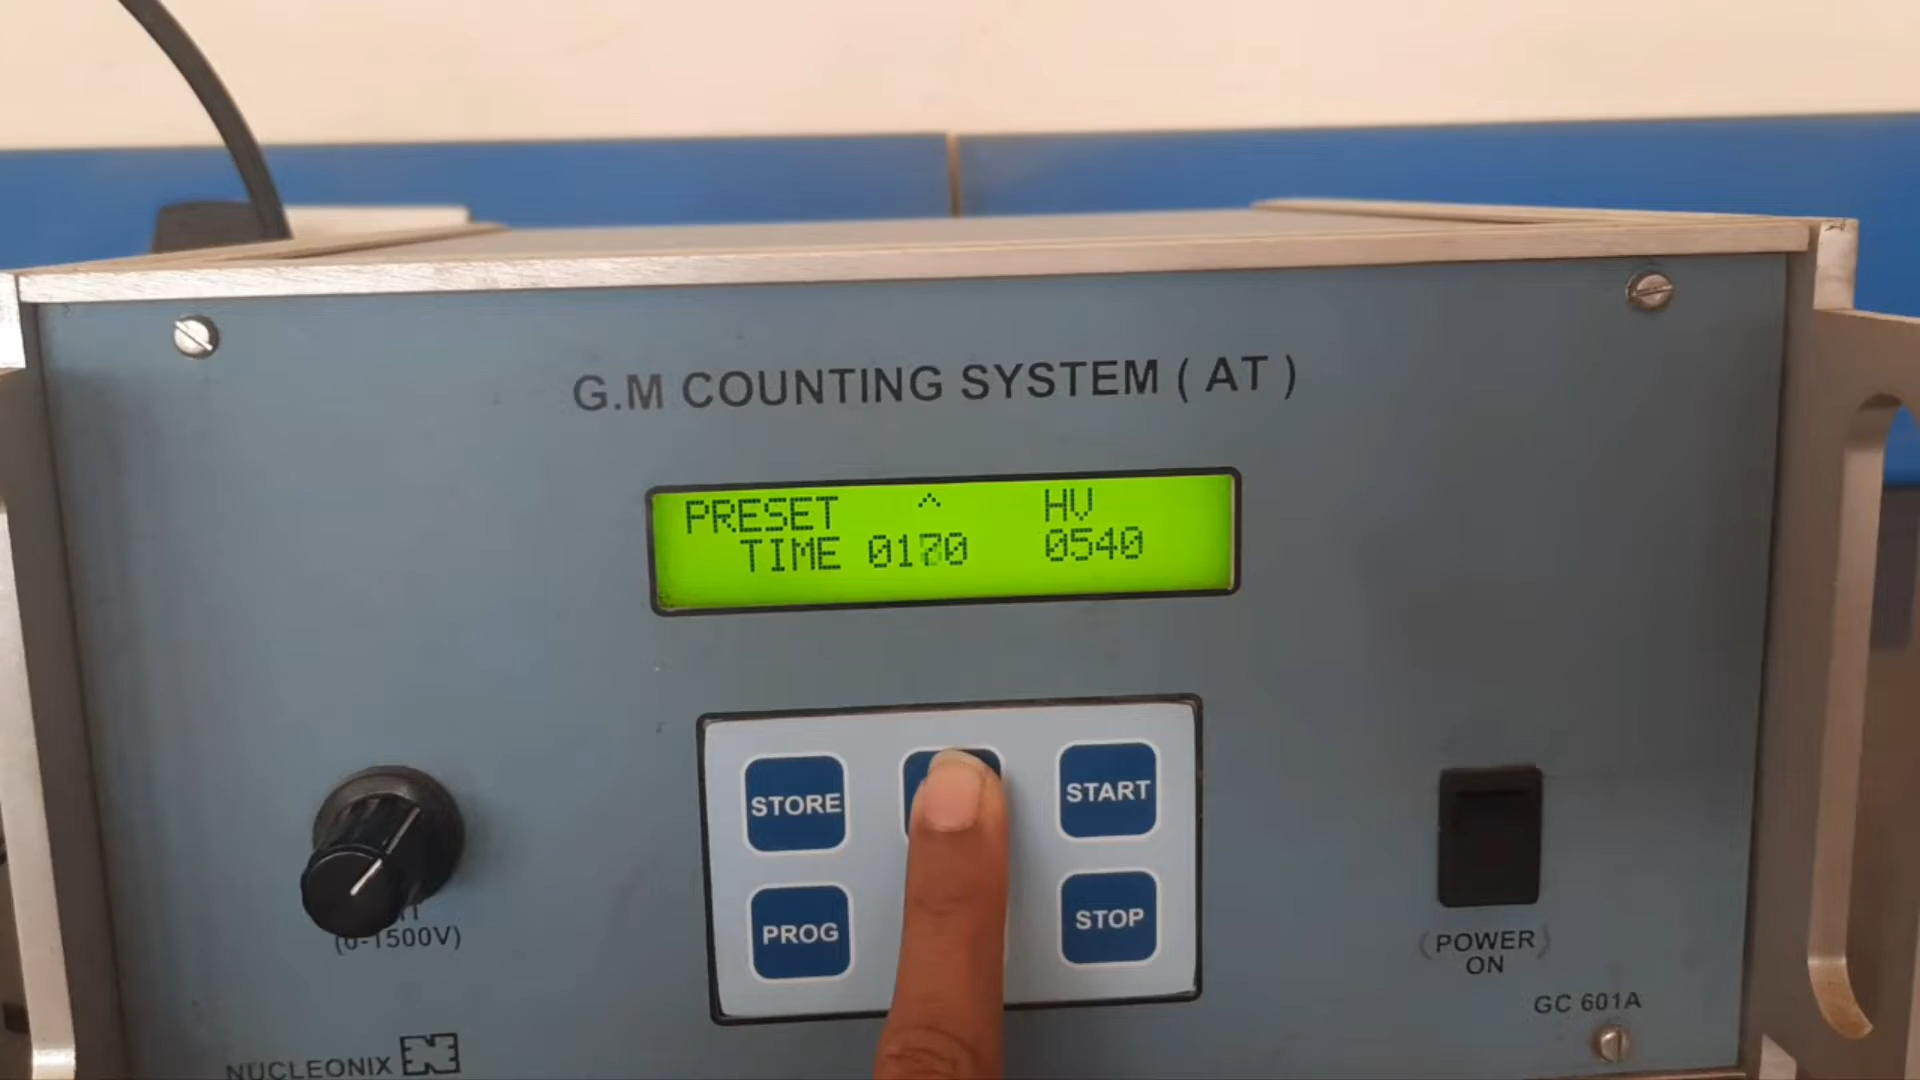 G.M COUNTING SYSTEM ( AT )
PRESET ^ HV
TIME 0170 0540
STORE
START
PROG
STOP
(0-1500V)
(POWER)
ON
GC 601A
NUCLEONIX